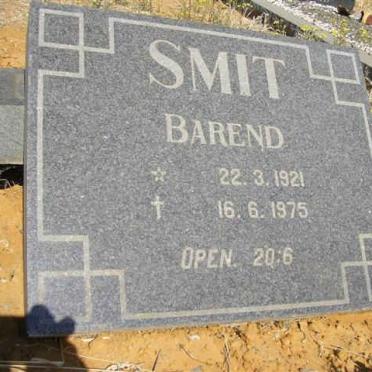 SMIT
BAREND
☆ 22.3.1921
† 16.6.1975
OPEN. 20:6